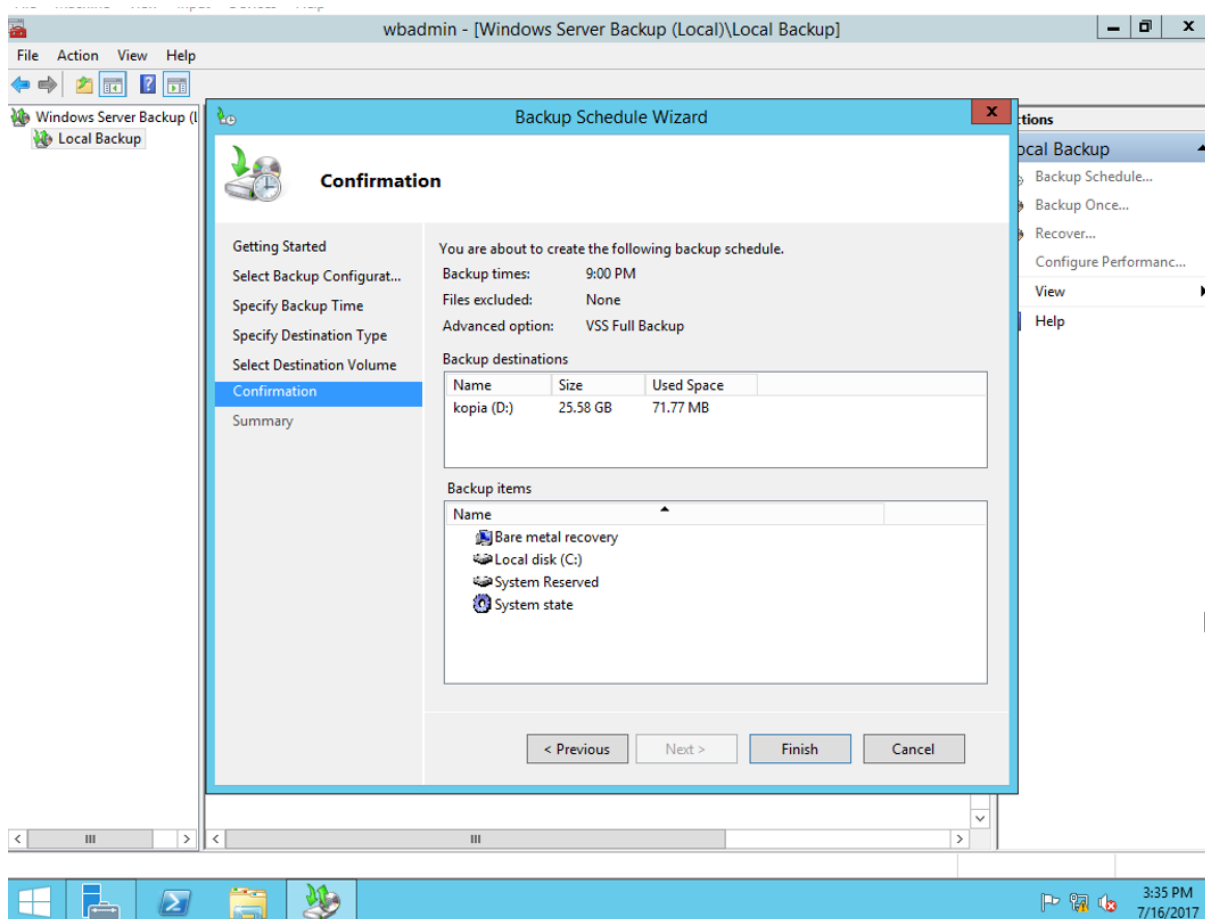 wbadmin - [Windows Server Backup (Local)\Local Backup]
File Action View Help
Windows Server Backup (L
Local Backup
Backup Schedule Wizard
Confirmation
Getting Started
Select Backup Configurat...
Specify Backup Time
Specify Destination Type
Select Destination Volume
Confirmation
Summary
You are about to create the following backup schedule.
Backup times: 9:00 PM
Files excluded: None
Advanced option: VSS Full Backup
Backup destinations
Name Size Used Space
kopia (D:) 25.58 GB 71.77 MB
Backup items
Name
Bare metal recovery
Local disk (C:)
System Reserved
System state
< Previous Next > Finish Cancel
tions
ocal Backup
Backup Schedule...
Backup Once...
Recover...
Configure Performanc...
View
Help
3:35 PM
7/16/2017